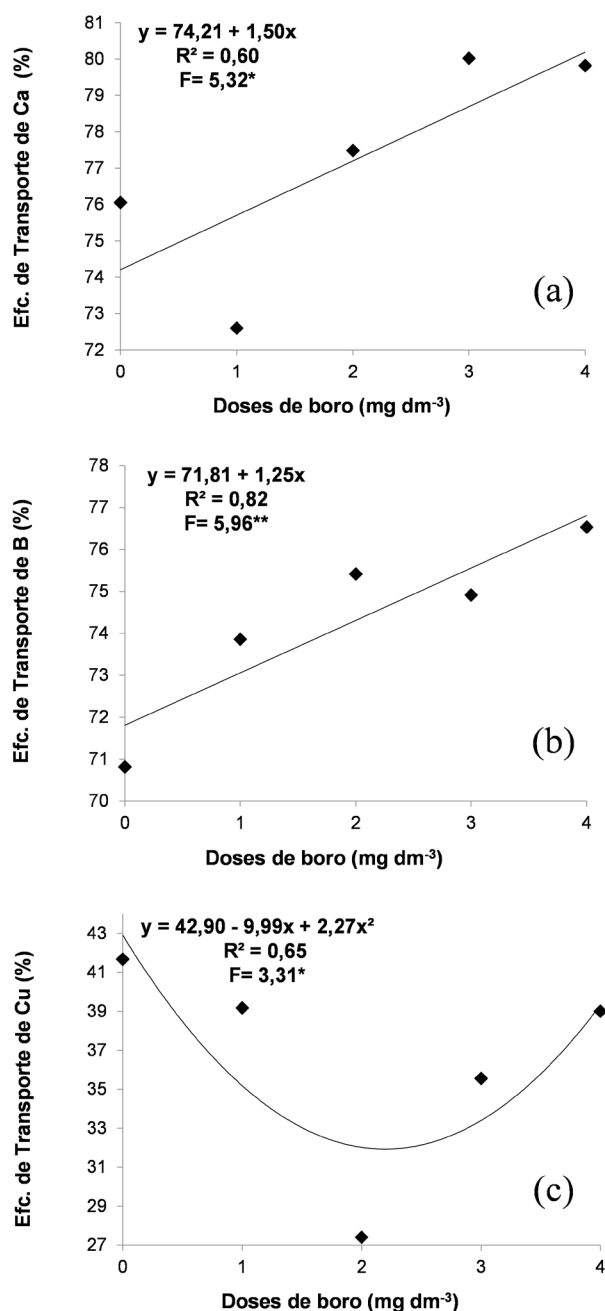 y = 74,21 + 1,50x
R² = 0,60
F= 5,32*
Efc. de Transporte de Ca (%)
81
80
79
78
77
76
75
74
73
72
(a)
0 1 2 3 4
Doses de boro (mg dm⁻³)
y = 71,81 + 1,25x
R² = 0,82
F= 5,96**
Efc. de Transporte de B (%)
78
77
76
75
74
73
72
71
70
(b)
0 1 2 3 4
Doses de boro (mg dm⁻³)
y = 42,90 - 9,99x + 2,27x²
R² = 0,65
F= 3,31*
Efc. de Transporte de Cu (%)
43
41
39
37
35
33
31
29
27
(c)
0 1 2 3 4
Doses de boro (mg dm⁻³)